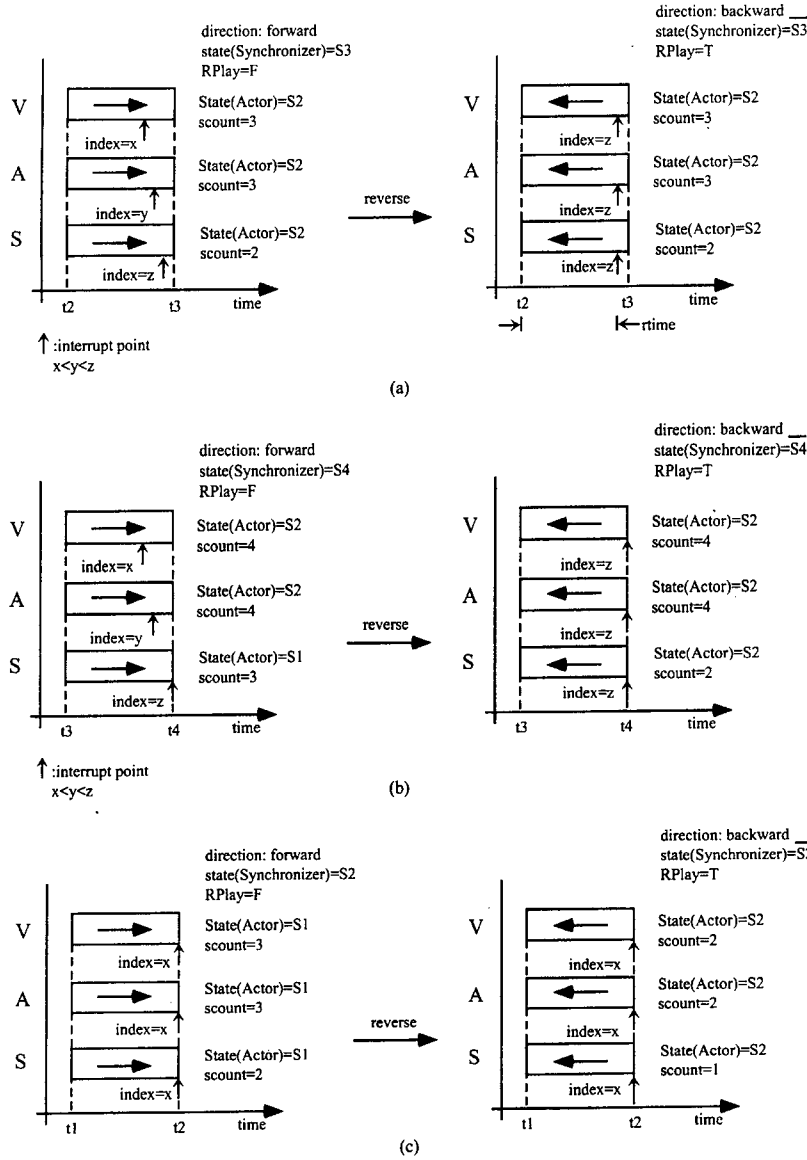 direction: forward
state(Synchronizer)=S3
RPlay=F
V
State(Actor)=S2
scount=3
index=x
A
State(Actor)=S2
scount=3
index=y
S
State(Actor)=S2
scount=2
index=z
t2
t3
time
↑ :interrupt point
x<y<z
reverse
direction: backward
state(Synchronizer)=S3
RPlay=T
V
State(Actor)=S2
scount=3
index=z
A
State(Actor)=S2
scount=3
index=z
S
State(Actor)=S2
scount=2
index=z
t2
t3
time
rtime
(a)
direction: forward
state(Synchronizer)=S4
RPlay=F
V
State(Actor)=S2
scount=4
index=x
A
State(Actor)=S2
scount=4
index=y
S
State(Actor)=S1
scount=3
index=z
t3
t4
time
↑ :interrupt point
x<y<z
reverse
direction: backward
state(Synchronizer)=S4
RPlay=T
V
State(Actor)=S2
scount=4
index=z
A
State(Actor)=S2
scount=4
index=z
S
State(Actor)=S2
scount=2
index=z
t3
t4
time
(b)
direction: forward
state(Synchronizer)=S2
RPlay=F
V
State(Actor)=S1
scount=3
index=x
A
State(Actor)=S1
scount=3
index=x
S
State(Actor)=S1
scount=2
index=x
t1
t2
time
reverse
direction: backward
state(Synchronizer)=S
RPlay=T
V
State(Actor)=S2
scount=2
index=x
A
State(Actor)=S2
scount=2
index=x
S
State(Actor)=S2
scount=1
index=x
t1
t2
time
(c)